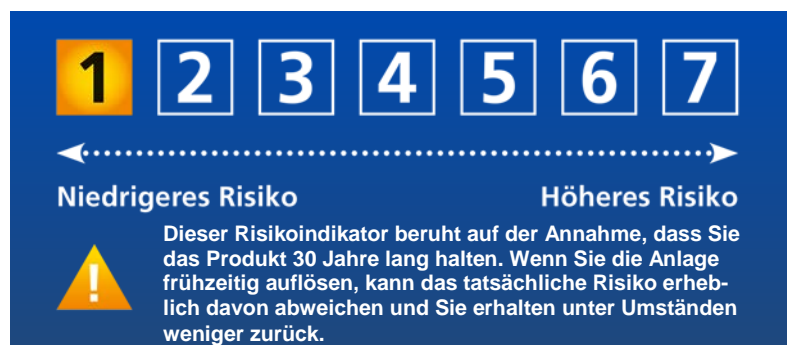 1 2 3 4 5 6 7
Niedrigeres Risiko Höheres Risiko
Dieser Risikoindikator beruht auf der Annahme, dass Sie
das Produkt 30 Jahre lang halten. Wenn Sie die Anlage
frühzeitig auflösen, kann das tatsächliche Risiko erheb-
lich davon abweichen und Sie erhalten unter Umständen
weniger zurück.